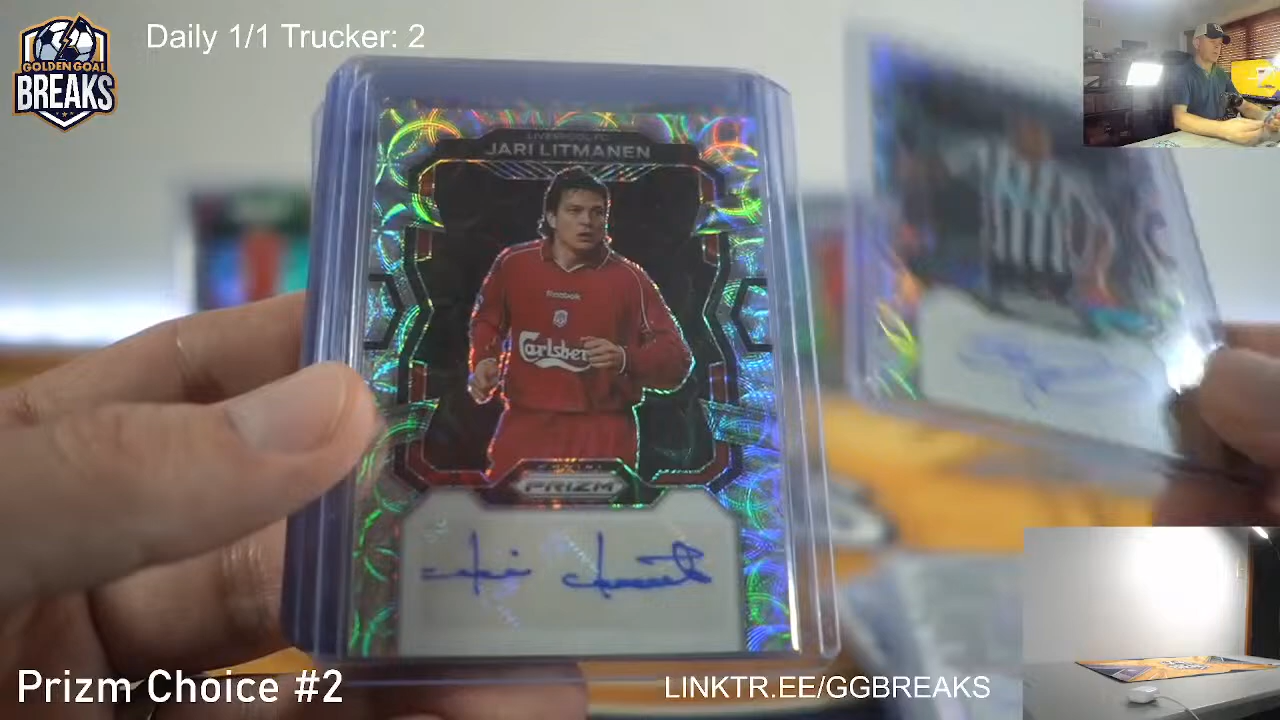 Daily 1/1 Trucker: 2
GOLDEN GOAL
BREAKS
LIVERPOOL FC
JARI LITMANEN
Reebok
Carlsberg
PANINI
PRIZM
Prizm Choice #2
LINKTR.EE/GGBREAKS